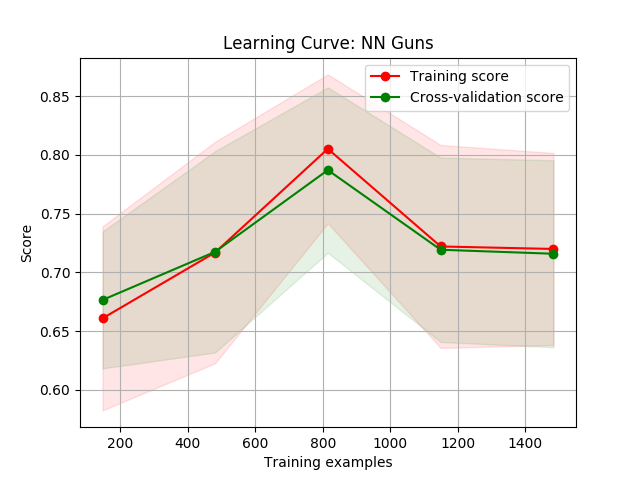 Learning Curve: NN Guns
Training score
Cross-validation score
Score
0.85
0.80
0.75
0.70
0.65
0.60
200 400 600 800 1000 1200 1400
Training examples